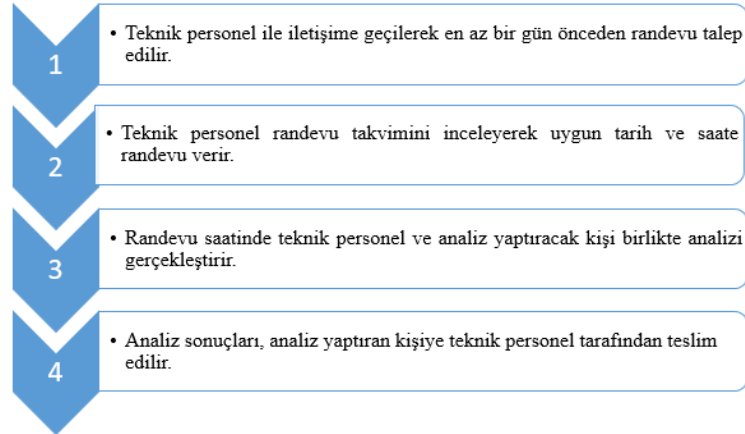 1
• Teknik personel ile iletişime geçilerek en az bir gün önceden randevu talep
edilir.
2
• Teknik personel randevu takvimini inceleyerek uygun tarih ve saate
randevu verir.
3
• Randevu saatinde teknik personel ve analiz yaptıracak kişi birlikte analizi
gerçekleştirir.
4
• Analiz sonuçları, analiz yaptıran kişiye teknik personel tarafından teslim
edilir.